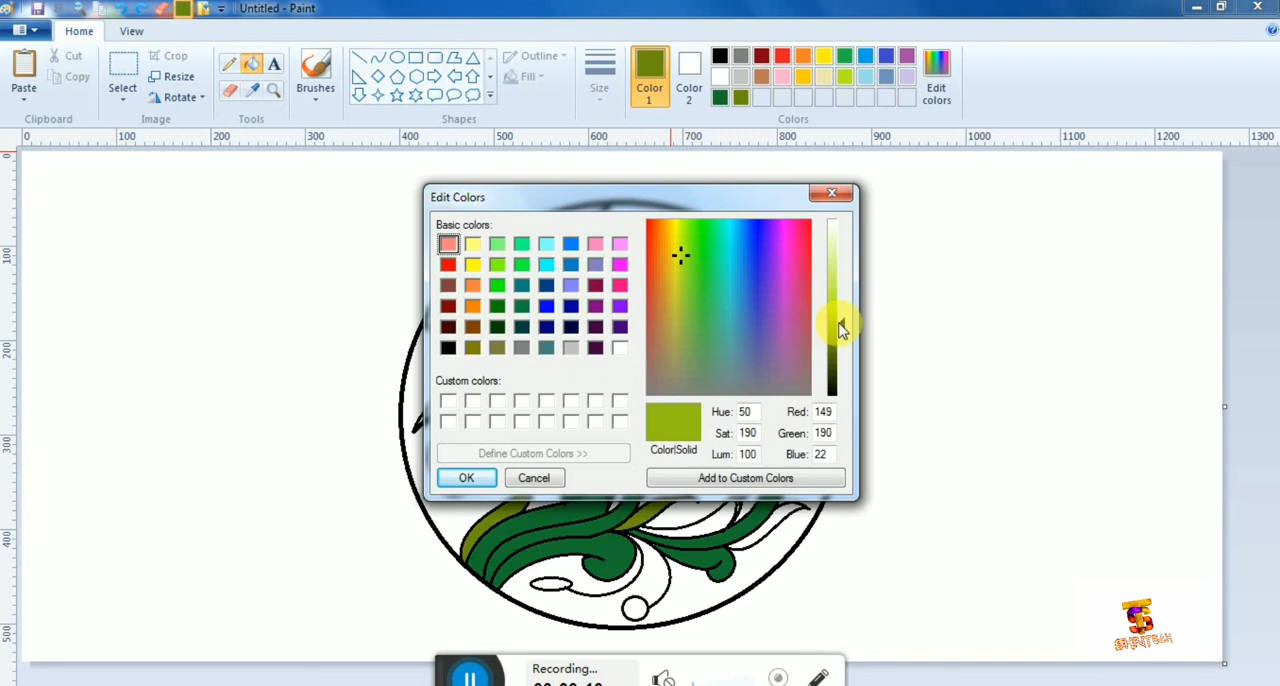 Untitled - Paint
Home View
Cut
Copy
Paste
Clipboard
Select
Crop
Resize
Rotate
Image
A
Tools
Brushes
Outline
Fill
Shapes
Size
Color 1
Color 2
Edit colors
Colors
0 100 200 300 400 500 600 700 800 900 1000 1100 1200 1300
0
100
200
300
400
500
Edit Colors
Basic colors:
Custom colors:
Define Custom Colors >>
OK Cancel
Color|Solid
Hue: 50 Red: 149
Sat: 190 Green: 190
Lum: 100 Blue: 22
Add to Custom Colors
Recording...